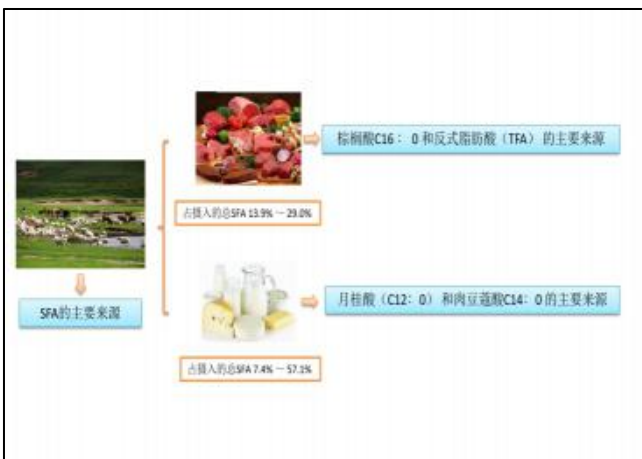 棕榈酸C16：0 和反式脂肪酸（TFA） 的主要来源
占摄入的总SFA 13.9% ~ 29.0%
SFA的主要来源
月桂酸（C12：0） 和肉豆蔻酸C14：0 的主要来源
占摄入的总SFA 7.4% ~ 57.1%